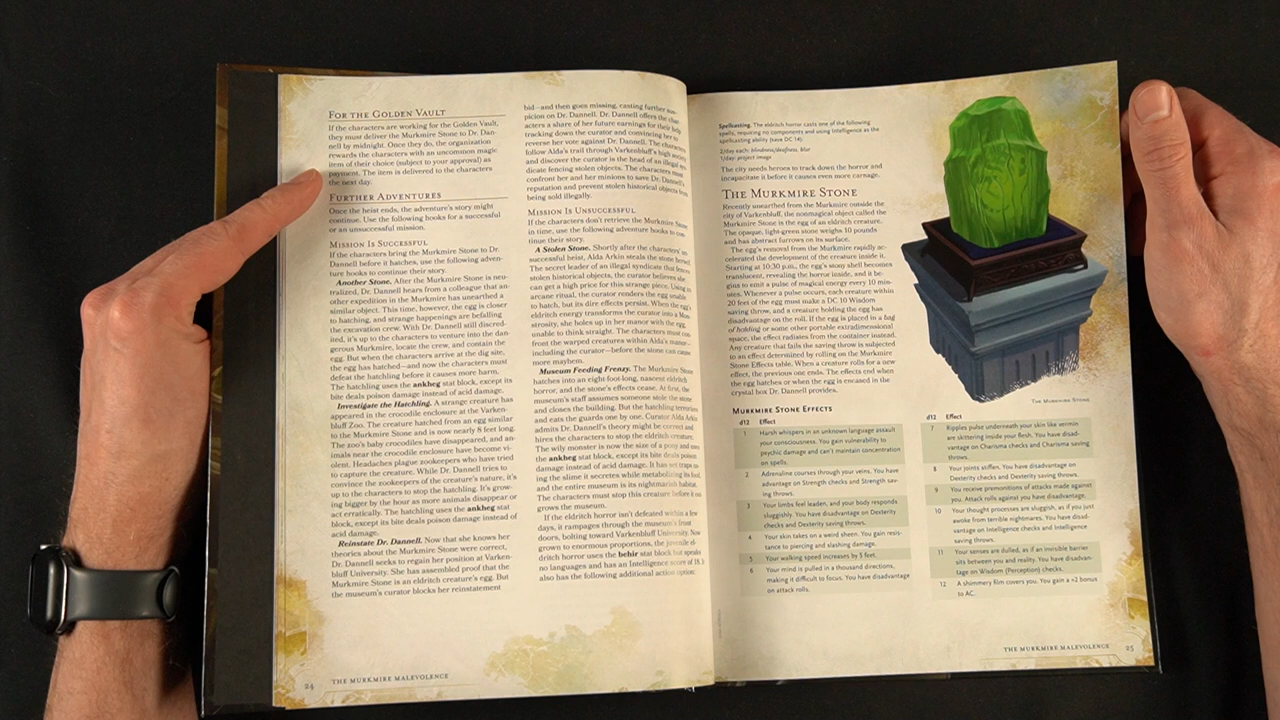 FOR THE GOLDEN VAULT
If the characters are working for the Golden Vault,
they must deliver the Murkmire Stone to Dr. Dan-
nell by midnight. Once they do, the organization
rewards the characters with an uncommon magic
item of their choice (subject to your approval) as
payment. The item is delivered to the characters
the next day.
FURTHER ADVENTURES
Once the heist ends, the adventure's story might
continue. Use the following hooks for a successful
or an unsuccessful mission.
MISSION IS SUCCESSFUL
If the characters bring the Murkmire Stone to Dr.
Dannell before it hatches, use the following adven-
ture hooks to continue their story.
Another Stone. After the Murkmire Stone is neu-
tralized, Dr. Dannell hears from a colleague that an-
other expedition in the Murkmire has unearthed a
similar object. This time, however, the egg is closer
to hatching, and strange happenings are befalling
the excavation crew. With Dr. Dannell still discred-
ited, it's up to the characters to venture into the dan-
gerous Murkmire, locate the crew, and contain the
egg. But when the characters arrive at the dig site,
the egg has hatched—and now the characters must
defeat the hatchling before it causes more harm.
The hatchling uses the ankheg stat block, except its
bite deals poison damage instead of acid damage.
Investigate the Hatchling. A strange creature has
appeared in the crocodile enclosure at the Varken-
bluff Zoo. The creature hatched from an egg similar
to the Murkmire Stone and is now nearly 8 feet long.
The zoo's baby crocodiles have disappeared, and an-
imals near the crocodile enclosure have become vi-
olent. Headaches plague zookeepers who have tried
to capture the creature. While Dr. Dannell tries to
convince the zookeepers of the creature's nature, it's
up to the characters to stop the hatchling. It's grow-
ing bigger by the hour as more animals disappear or
act erratically. The hatchling uses the ankheg stat
block, except its bite deals poison damage instead of
acid damage.
Reinstate Dr. Dannell. Now that she knows her
theories about the Murkmire Stone were correct,
Dr. Dannell seeks to regain her position at Varken-
bluff University. She has assembled proof that the
Murkmire Stone is an eldritch creature's egg. But
the museum's curator blocks her reinstatement
bid—and then goes missing, casting further sus-
picion on Dr. Dannell. Dr. Dannell offers the char-
acters a share of her future earnings for their help
tracking down the curator and convincing her to
reverse her vote against Dr. Dannell. The characters
follow Alda's trail through Varkenbluff's high society
and discover the curator is the head of an illegal syn-
dicate fencing stolen objects. The characters must
confront her and her minions to save Dr. Dannell's
reputation and prevent stolen historical objects from
being sold illegally.
MISSION IS UNSUCCESSFUL
If the characters don't retrieve the Murkmire Stone
in time, use the following adventure hooks to con-
tinue their story.
A Stolen Stone. Shortly after the characters' un-
successful heist, Alda Arkin steals the stone herself.
The secret leader of an illegal syndicate that fences
stolen historical objects, the curator believes she
can get a high price for this strange piece. Using an
arcane ritual, the curator renders the egg unable
to hatch, but its dire effects persist. When the egg's
eldritch energy transforms the curator into a mon-
strosity, she holes up in her manor with the egg,
unable to think straight. The characters must con-
front the warped creatures within Alda's manor—
including the curator—before the stone can cause
more mayhem.
Museum Feeding Frenzy. The Murkmire Stone
hatches into an eight-foot-long, nascent eldritch
horror, and the stone's effects cease. At first, the
museum's staff assumes someone stole the stone
and closes the building. But the hatchling terrorizes
and eats the guards one by one. Curator Alda Arkin
admits Dr. Dannell's theory might be correct and
hires the characters to stop the eldritch creature.
The wily monster is now the size of a pony and uses
the ankheg stat block, except its bite deals poison
damage instead of acid damage. It has set traps us-
ing the slime it secretes while metabolizing its food,
and the entire museum is its nightmarish habitat.
The characters must stop this creature before it out-
grows the museum.
If the eldritch horror isn't defeated within a few
days, it rampages through the museum's front
doors, bolting toward Varkenbluff University. Now
grown to enormous proportions, the juvenile el-
dritch horror uses the behir stat block but speaks
no languages and has an Intelligence score of 18. It
also has the following additional action option:
24 THE MURKMIRE MALEVOLENCE
Spellcasting. The eldritch horror casts one of the following
spells, requiring no components and using Intelligence as the
spellcasting ability (save DC 14):
2/day each: blindness/deafness, blur
1/day: project image
The city needs heroes to track down the horror and
incapacitate it before it causes even more carnage.
THE MURKMIRE STONE
Recently unearthed from the Murkmire outside the
city of Varkenbluff, the nonmagical object called the
Murkmire Stone is the egg of an eldritch creature.
The opaque, light-green stone weighs 10 pounds
and has abstract furrows on its surface.
The egg's removal from the Murkmire rapidly ac-
celerated the development of the creature inside it.
Starting at 10:30 p.m., the egg's stony shell becomes
translucent, revealing the horror inside, and it be-
gins to emit a pulse of magical energy every 10 min-
utes. Whenever a pulse occurs, each creature within
20 feet of the egg must make a DC 10 Wisdom
saving throw, and a creature holding the egg has
disadvantage on the roll. If the egg is placed in a bag
of holding or some other portable extradimensional
space, the effect radiates from the container instead.
Any creature that fails the saving throw is subjected
to an effect determined by rolling on the Murkmire
Stone Effects table. When a creature rolls for a new
effect, the previous one ends. The effects end when
the egg hatches or when the egg is encased in the
crystal box Dr. Dannell provides.
THE MURKMIRE STONE
MURKMIRE STONE EFFECTS
d12 Effect
1 Harsh whispers in an unknown language assault
your consciousness. You gain vulnerability to
psychic damage and can't maintain concentration
on spells.
2 Adrenaline courses through your veins. You have
advantage on Strength checks and Strength sav-
ing throws.
3 Your limbs feel leaden, and your body responds
sluggishly. You have disadvantage on Dexterity
checks and Dexterity saving throws.
4 Your skin takes on a weird sheen. You gain resis-
tance to piercing and slashing damage.
5 Your walking speed increases by 5 feet.
6 Your mind is pulled in a thousand directions,
making it difficult to focus. You have disadvantage
on attack rolls.
d12 Effect
7 Ripples pulse underneath your skin like vermin
are skittering inside your flesh. You have disad-
vantage on Charisma checks and Charisma saving
throws.
8 Your joints stiffen. You have disadvantage on
Dexterity checks and Dexterity saving throws.
9 You receive premonitions of attacks made against
you. Attack rolls against you have disadvantage.
10 Your thought processes are sluggish, as if you just
awoke from terrible nightmares. You have disad-
vantage on Intelligence checks and Intelligence
saving throws.
11 Your senses are dulled, as if an invisible barrier
sits between you and reality. You have disadvan-
tage on Wisdom (Perception) checks.
12 A shimmery film covers you. You gain a +2 bonus
to AC.
THE MURKMIRE MALEVOLENCE 25